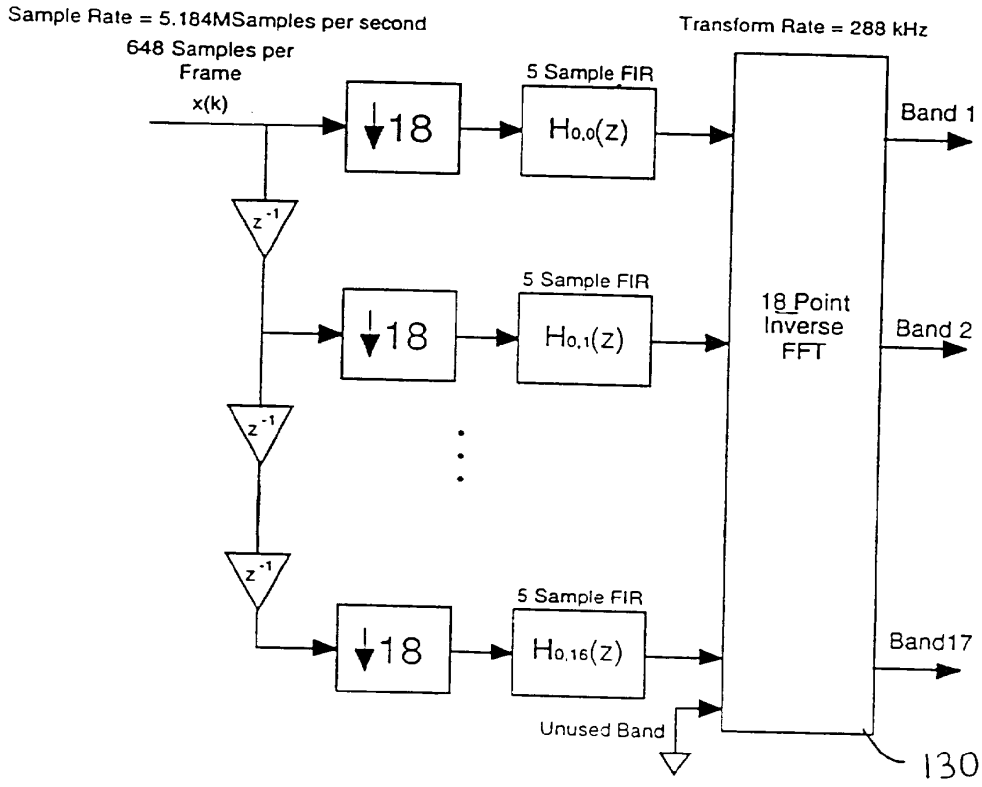 Sample Rate = 5.184MSamples per second
Transform Rate = 288 kHz
648 Samples per
Frame
x(k)
↓18
5 Sample FIR
H0,0(z)
Band 1
z-1
↓18
5 Sample FIR
H0,1(z)
18 Point
Inverse
FFT
Band 2
z-1
z-1
↓18
5 Sample FIR
H0,16(z)
Band17
Unused Band
130